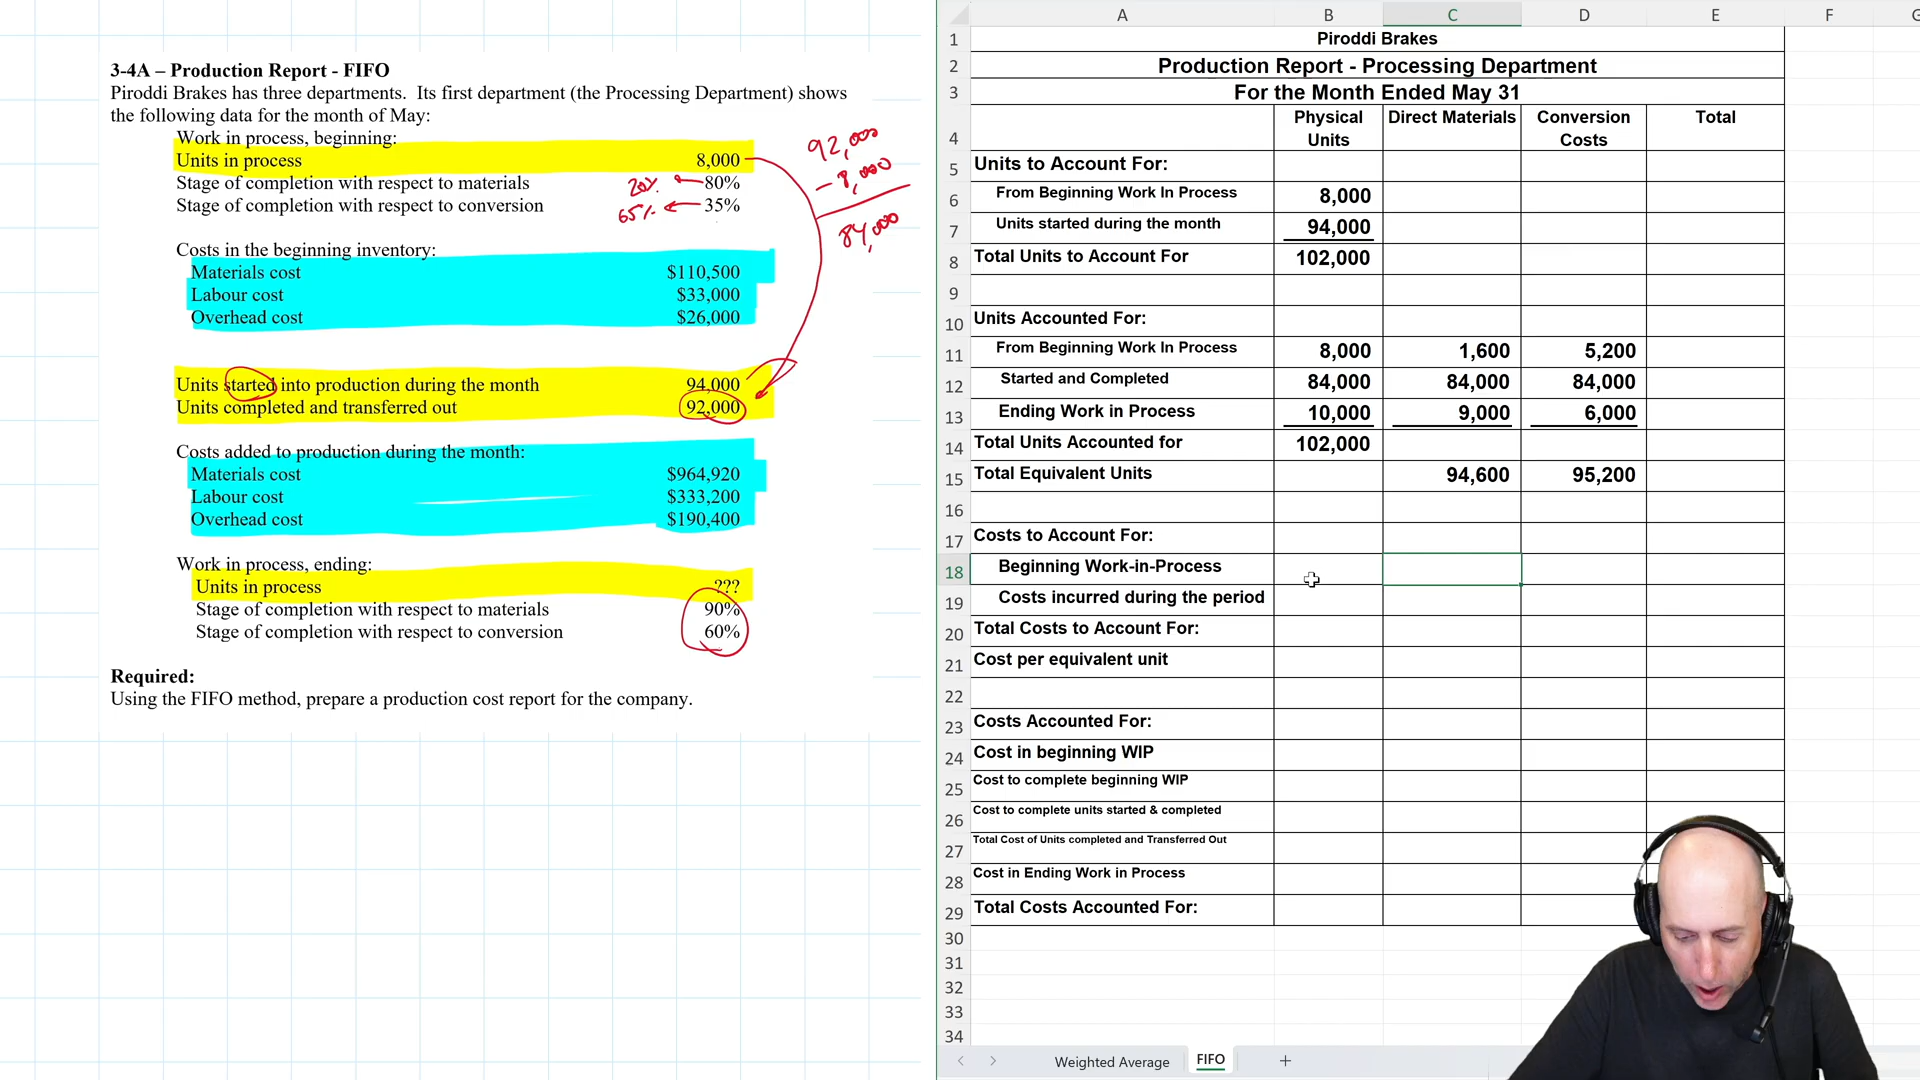 3-4A – Production Report - FIFO
Piroddi Brakes has three departments.  Its first department (the Processing Department) shows
the following data for the month of May:
Work in process, beginning:
Units in process 8,000
Stage of completion with respect to materials 20% 80%
Stage of completion with respect to conversion 65% 35%
92,000
- 8,000
84,000
Costs in the beginning inventory:
Materials cost $110,500
Labour cost $33,000
Overhead cost $26,000
Units started into production during the month 94,000
Units completed and transferred out 92,000
Costs added to production during the month:
Materials cost $964,920
Labour cost $333,200
Overhead cost $190,400
Work in process, ending:
Units in process ???
Stage of completion with respect to materials 90%
Stage of completion with respect to conversion 60%
Required:
Using the FIFO method, prepare a production cost report for the company.
A B C D E F G
1 Piroddi Brakes
2 Production Report - Processing Department
3 For the Month Ended May 31
4 Physical Units Direct Materials Conversion Costs Total
5 Units to Account For:
6 From Beginning Work In Process 8,000
7 Units started during the month 94,000
8 Total Units to Account For 102,000
9
10 Units Accounted For:
11 From Beginning Work In Process 8,000 1,600 5,200
12 Started and Completed 84,000 84,000 84,000
13 Ending Work in Process 10,000 9,000 6,000
14 Total Units Accounted for 102,000
15 Total Equivalent Units 94,600 95,200
16
17 Costs to Account For:
18 Beginning Work-in-Process
19 Costs incurred during the period
20 Total Costs to Account For:
21 Cost per equivalent unit
22
23 Costs Accounted For:
24 Cost in beginning WIP
25 Cost to complete beginning WIP
26 Cost to complete units started & completed
27 Total Cost of Units completed and Transferred Out
28 Cost in Ending Work in Process
29 Total Costs Accounted For:
30
31
32
33
34
Weighted Average FIFO +